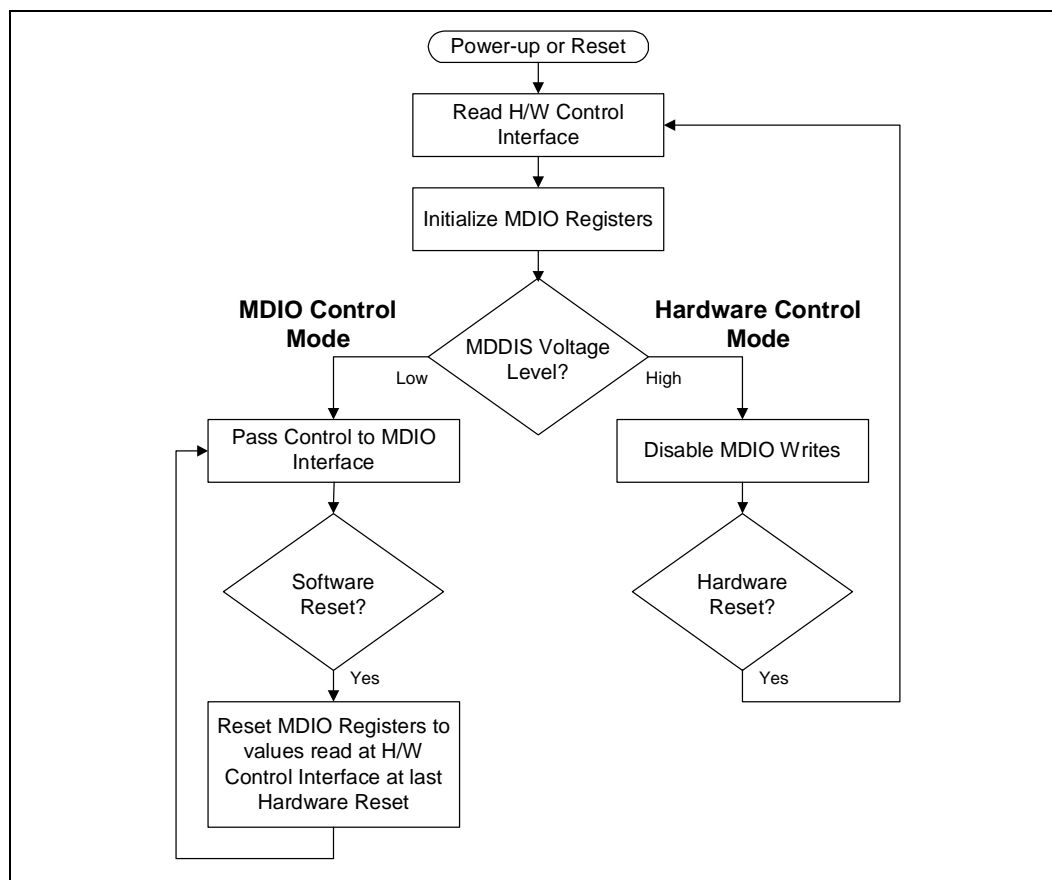 Power-up or Reset
Read H/W Control
Interface
Initialize MDIO Registers
MDIO Control
Mode
Hardware Control
Mode
MDDIS Voltage
Level?
Low
High
Pass Control to MDIO
Interface
Disable MDIO Writes
Software
Reset?
Hardware
Reset?
Yes
Yes
Reset MDIO Registers to
values read at H/W
Control Interface at last
Hardware Reset